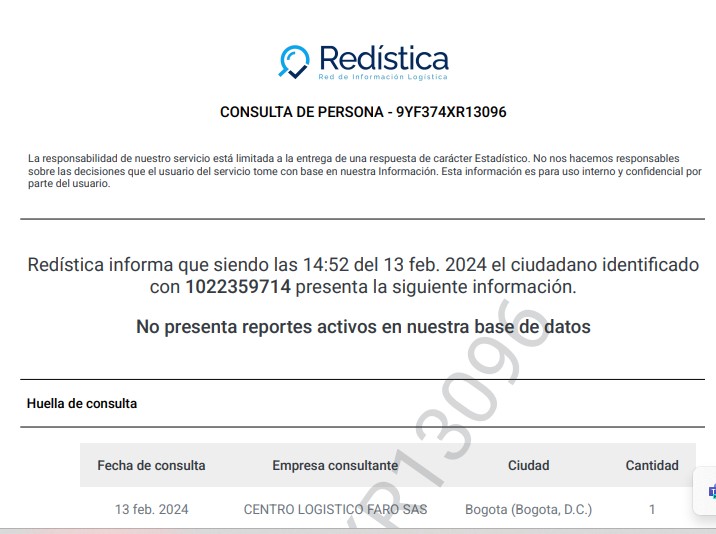 Redística
Red de Información Logística
CONSULTA DE PERSONA - 9YF374XR13096
La responsabilidad de nuestro servicio está limitada a la entrega de una respuesta de carácter Estadístico. No nos hacemos responsables
sobre las decisiones que el usuario del servicio tome con base en nuestra Información. Esta información es para uso interno y confidencial por
parte del usuario.
Redística informa que siendo las 14:52 del 13 feb. 2024 el ciudadano identificado
con 1022359714 presenta la siguiente información.
No presenta reportes activos en nuestra base de datos
Huella de consulta
Fecha de consulta Empresa consultante Ciudad Cantidad
13 feb. 2024 CENTRO LOGISTICO FARO SAS Bogota (Bogota, D.C.) 1
XR13096